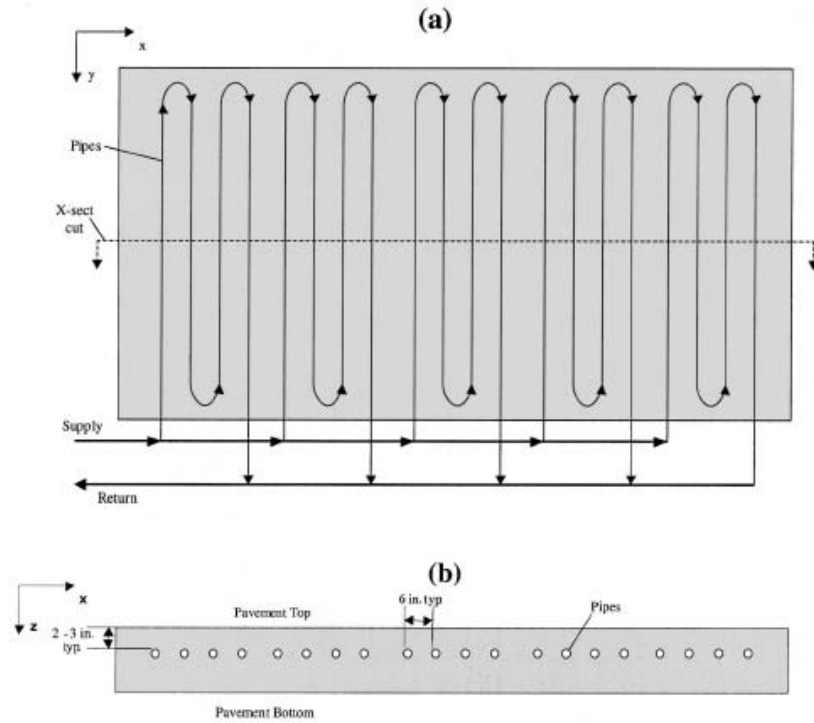 (a)
x
y
Pipes
X-sect
cut
Supply
Return
(b)
x
6 in. typ
Pavement Top
Pipes
z
2 -3 in.
typ
Pavement Bottom